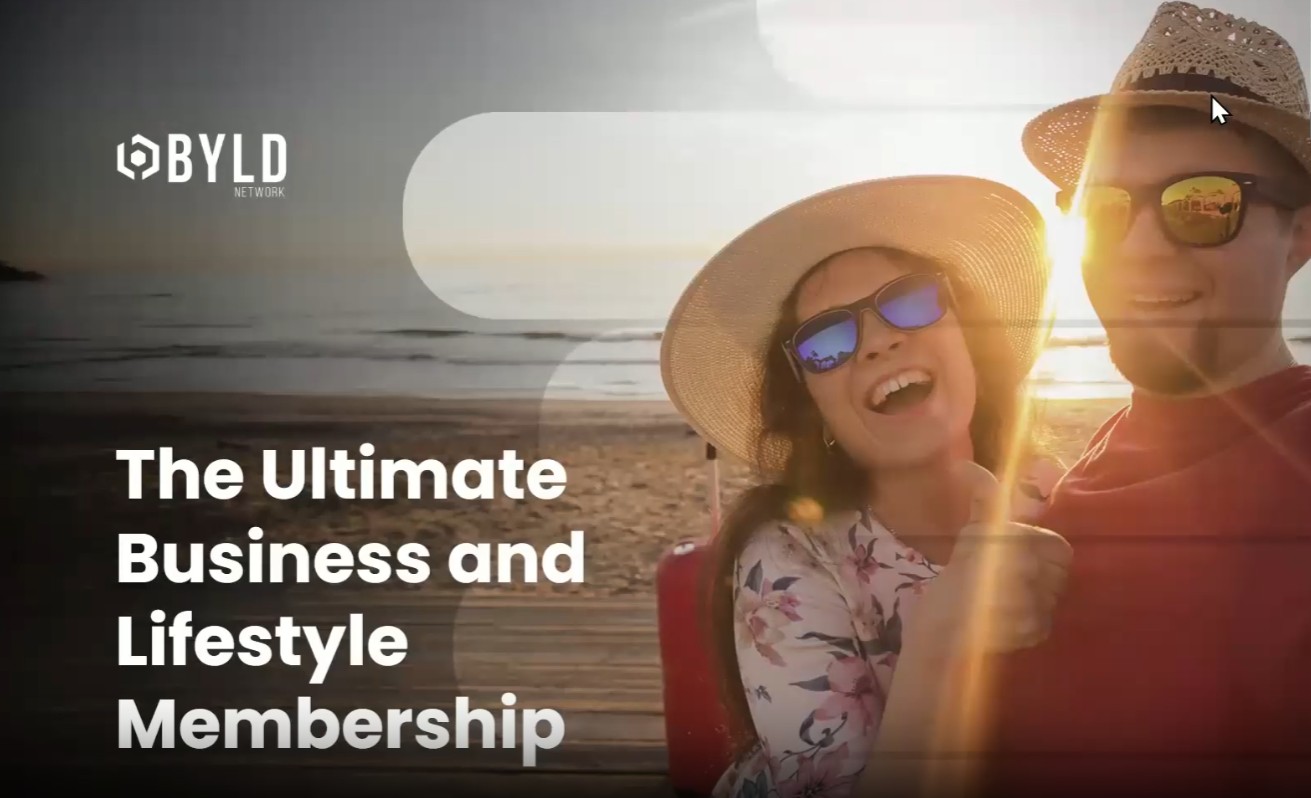 BYLD
NETWORK
The Ultimate
Business and
Lifestyle
Membership